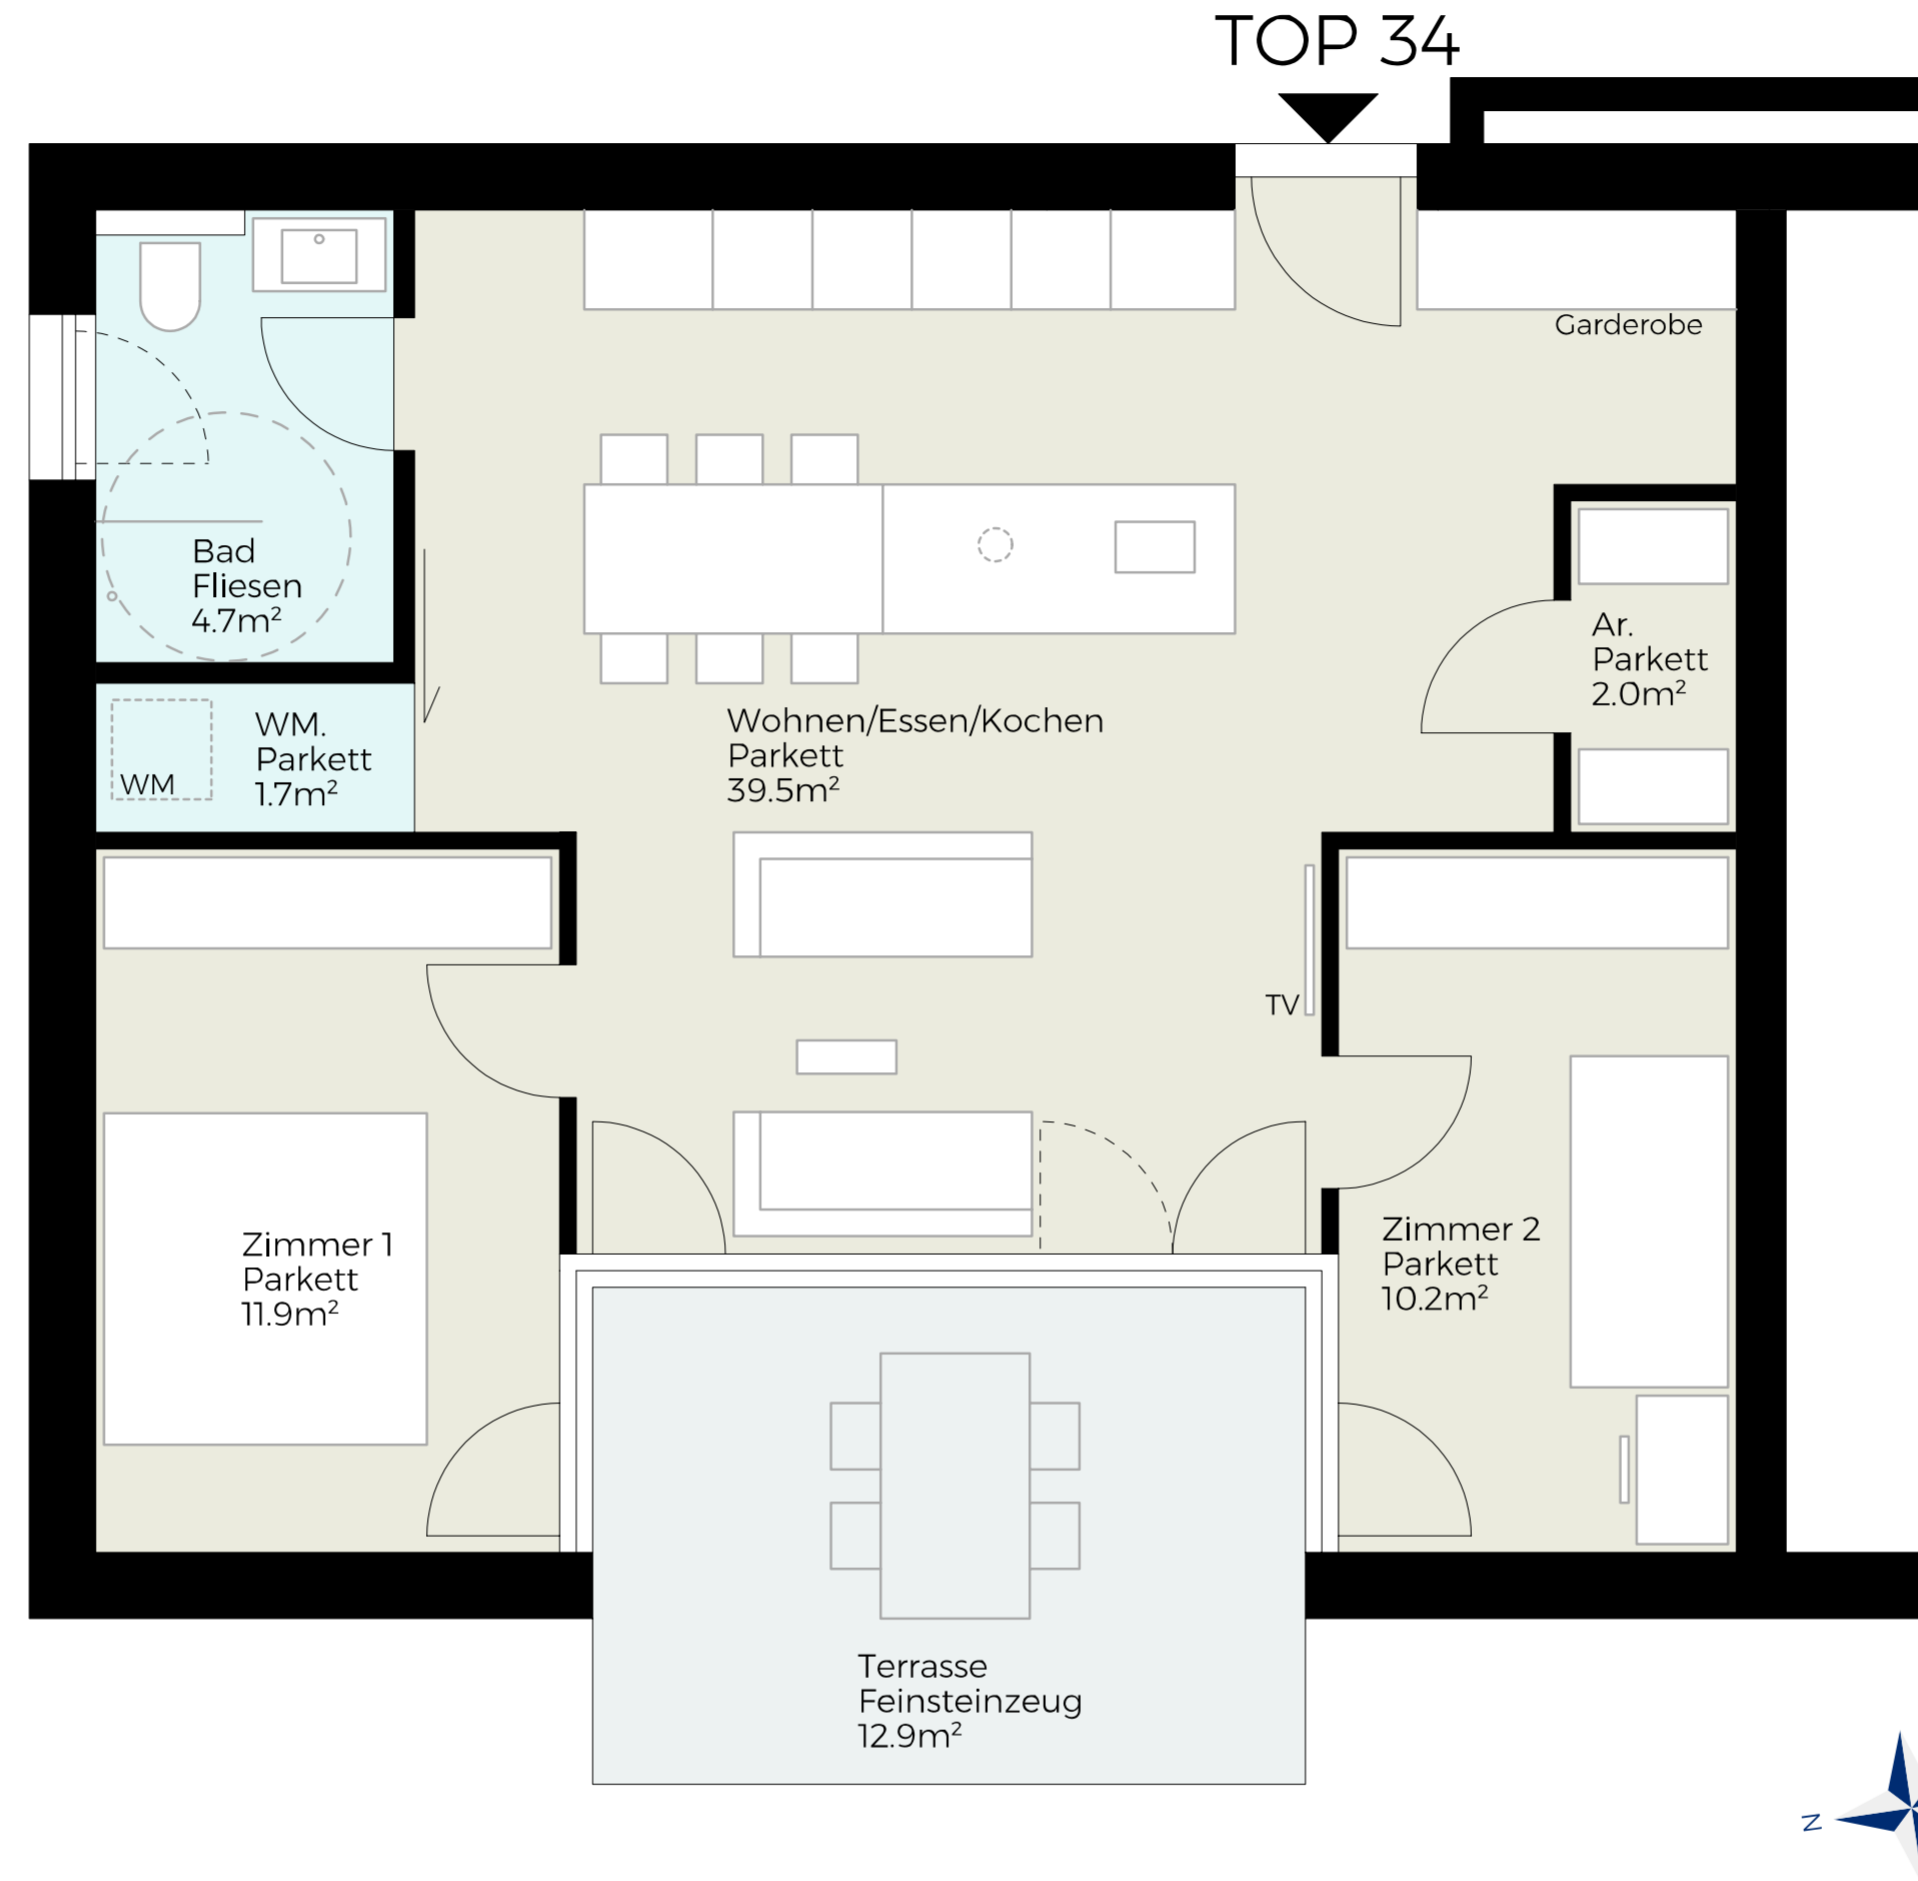 TOP 34
Garderobe
Bad
Fliesen
4.7m²
Ar.
Parkett
2.0m²
WM.
Parkett
1.7m²
WM
Wohnen/Essen/Kochen
Parkett
39.5m²
TV
Zimmer 1
Parkett
11.9m²
Zimmer 2
Parkett
10.2m²
Terrasse
Feinsteinzeug
12.9m²
N